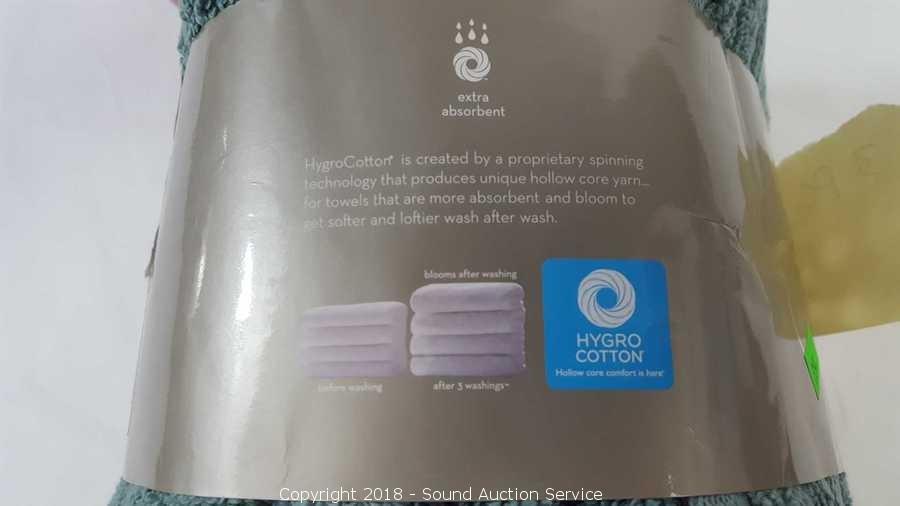 extra
absorbent
HygroCotton® is created by a proprietary spinning
technology that produces unique hollow core yarn...
for towels that are more absorbent and bloom to
get softer and loftier wash after wash.
blooms after washing
before washing
after 3 washings™
HYGRO
COTTON®
Hollow core comfort is here®
Copyright 2018 - Sound Auction Service